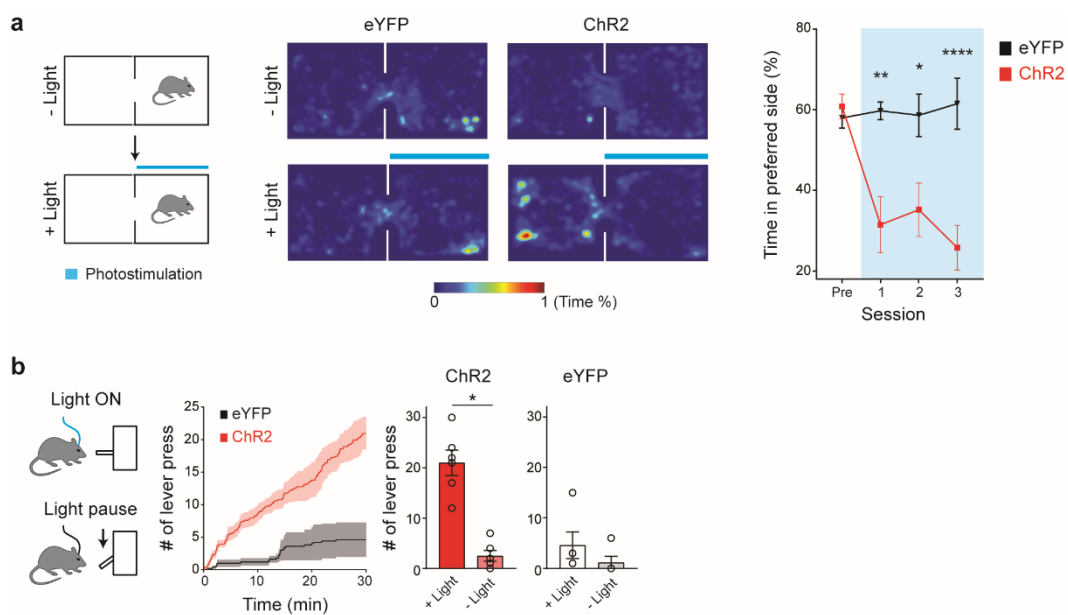 a
eYFP
ChR2
- Light
+ Light
Photostimulation
- Light
+ Light
0
1 (Time %)
Time in preferred side (%)
80
60
40
20
**
*
****
Pre
1
2
3
Session
eYFP
ChR2
b
Light ON
Light pause
# of lever press
25
20
15
10
5
0
eYFP
ChR2
0
10
20
30
Time (min)
ChR2
# of lever press
30
20
10
0
*
+ Light
- Light
eYFP
30
20
10
0
+ Light
- Light